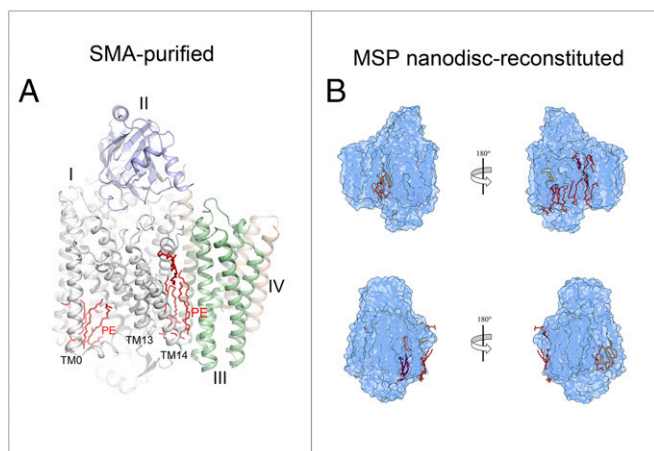 SMA-purified
MSP nanodisc-reconstituted
A
B
II
I
IV
PE
PE
TM0
TM13
TM14
III
180°
180°